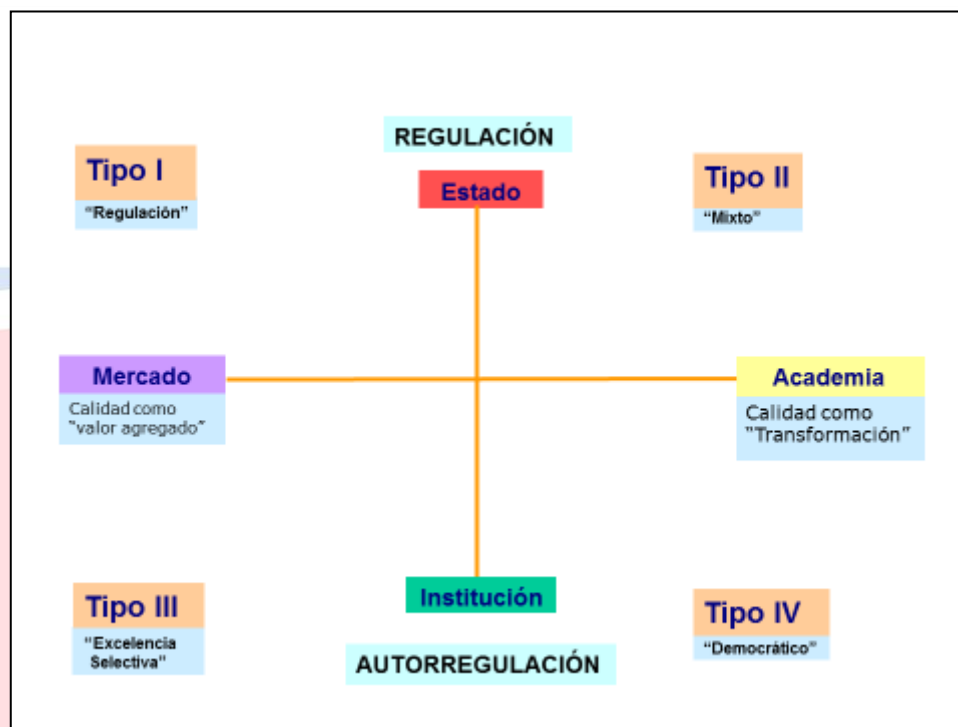 REGULACIÓN
Tipo I
"Regulación"
Estado
Tipo II
"Mixto"
Mercado
Calidad como
"valor agregado"
Academia
Calidad como
"Transformación"
Tipo III
"Excelencia
Selectiva"
Institución
AUTORREGULACIÓN
Tipo IV
"Democrático"